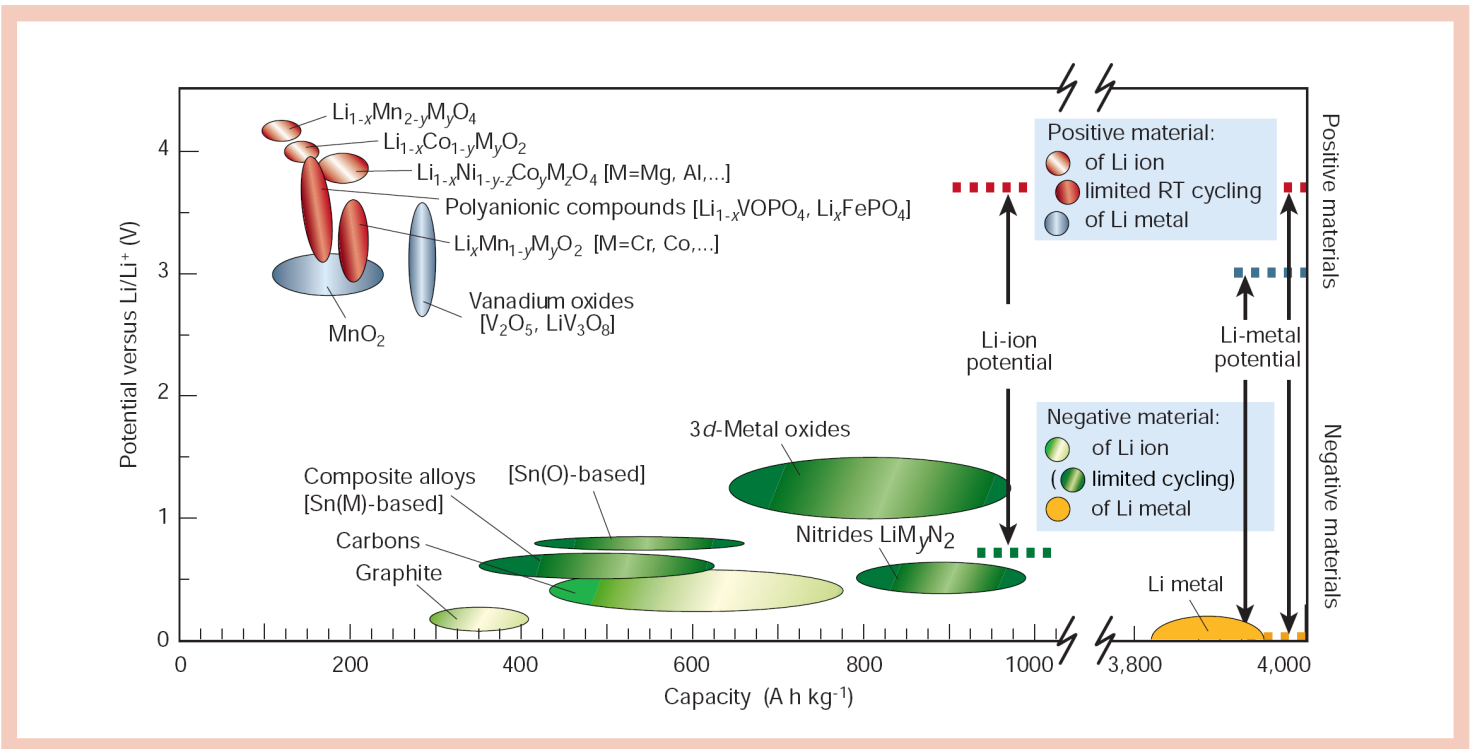 Li₁₋ₓMn₂₋yMyO₄
Li₁₋ₓCo₁₋yMyO₂
Li₁₋ₓNi₁₋y₋zCoyMzO₄ [M=Mg, Al,...]
Polyanionic compounds [Li₁₋ₓVOPO₄, LiₓFePO₄]
LiₓMn₁₋yMyO₂ [M=Cr, Co,...]
Vanadium oxides
[V₂O₅, LiV₃O₈]
MnO₂
Positive material:
of Li ion
limited RT cycling
of Li metal
Li-ion
potential
Li-metal
potential
Negative material:
of Li ion
( limited cycling)
of Li metal
3d-Metal oxides
[Sn(O)-based]
Composite alloys
[Sn(M)-based]
Carbons
Graphite
Nitrides LiMyN₂
Li metal
Positive materials
Negative materials
Potential versus Li/Li⁺ (V)
4
3
2
1
0
0
200
400
600
800
1000
3,800
4,000
Capacity (A h kg⁻¹)